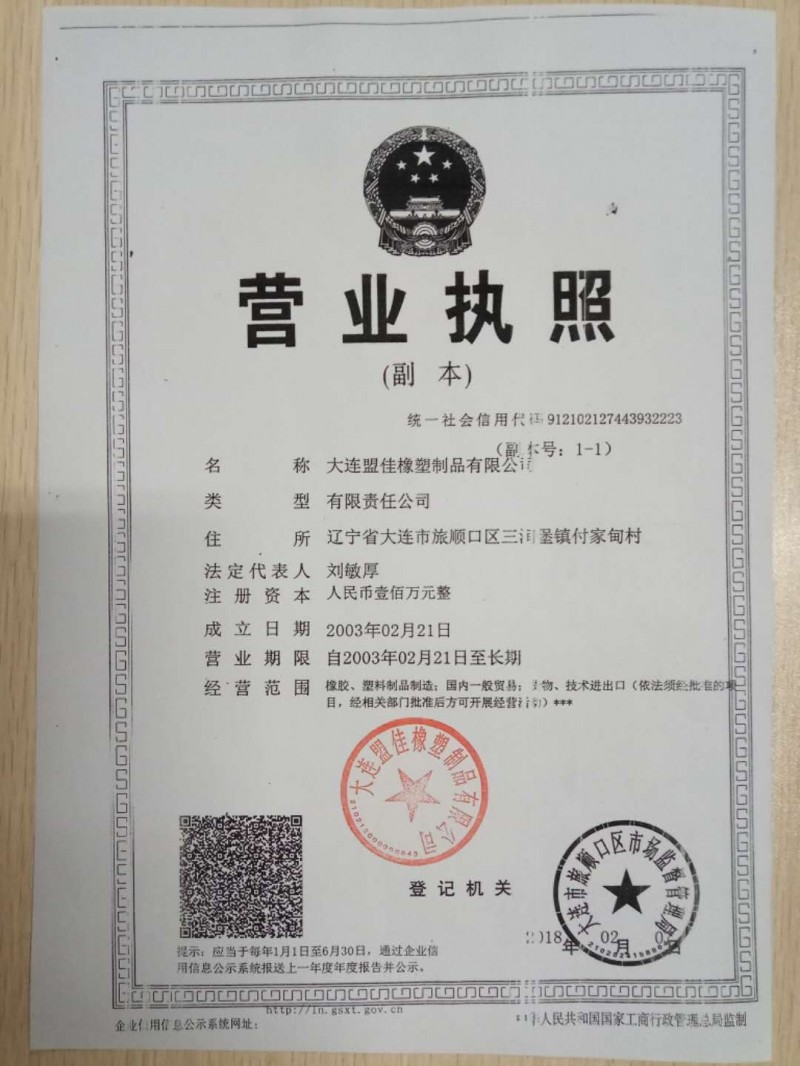 营业执照
(副 本)
统一社会信用代码 912102127443932223
(副本号：1-1)
名 称 大连盟佳橡塑制品有限公司
类 型 有限责任公司
住 所 辽宁省大连市旅顺口区三涧堡镇付家甸村
法定代表人 刘敏厚
注册资本 人民币壹佰万元整
成立日期 2003年02月21日
营业期限 自2003年02月21日至长期
经营范围 橡胶、塑料制品制造；国内一般贸易；货物、技术进出口（依法须经批准的项
目，经相关部门批准后方可开展经营活动）***
大连盟佳橡塑制品有限公司
登记机关
大连市旅顺口区市场监督管理局
2018年02月 日
提示：应当于每年1月1日至6月30日，通过企业信
用信息公示系统报送上一年度年度报告并公示。
http://ln.gsxt.gov.cn
企业信用信息公示系统网址：
中华人民共和国国家工商行政管理总局监制